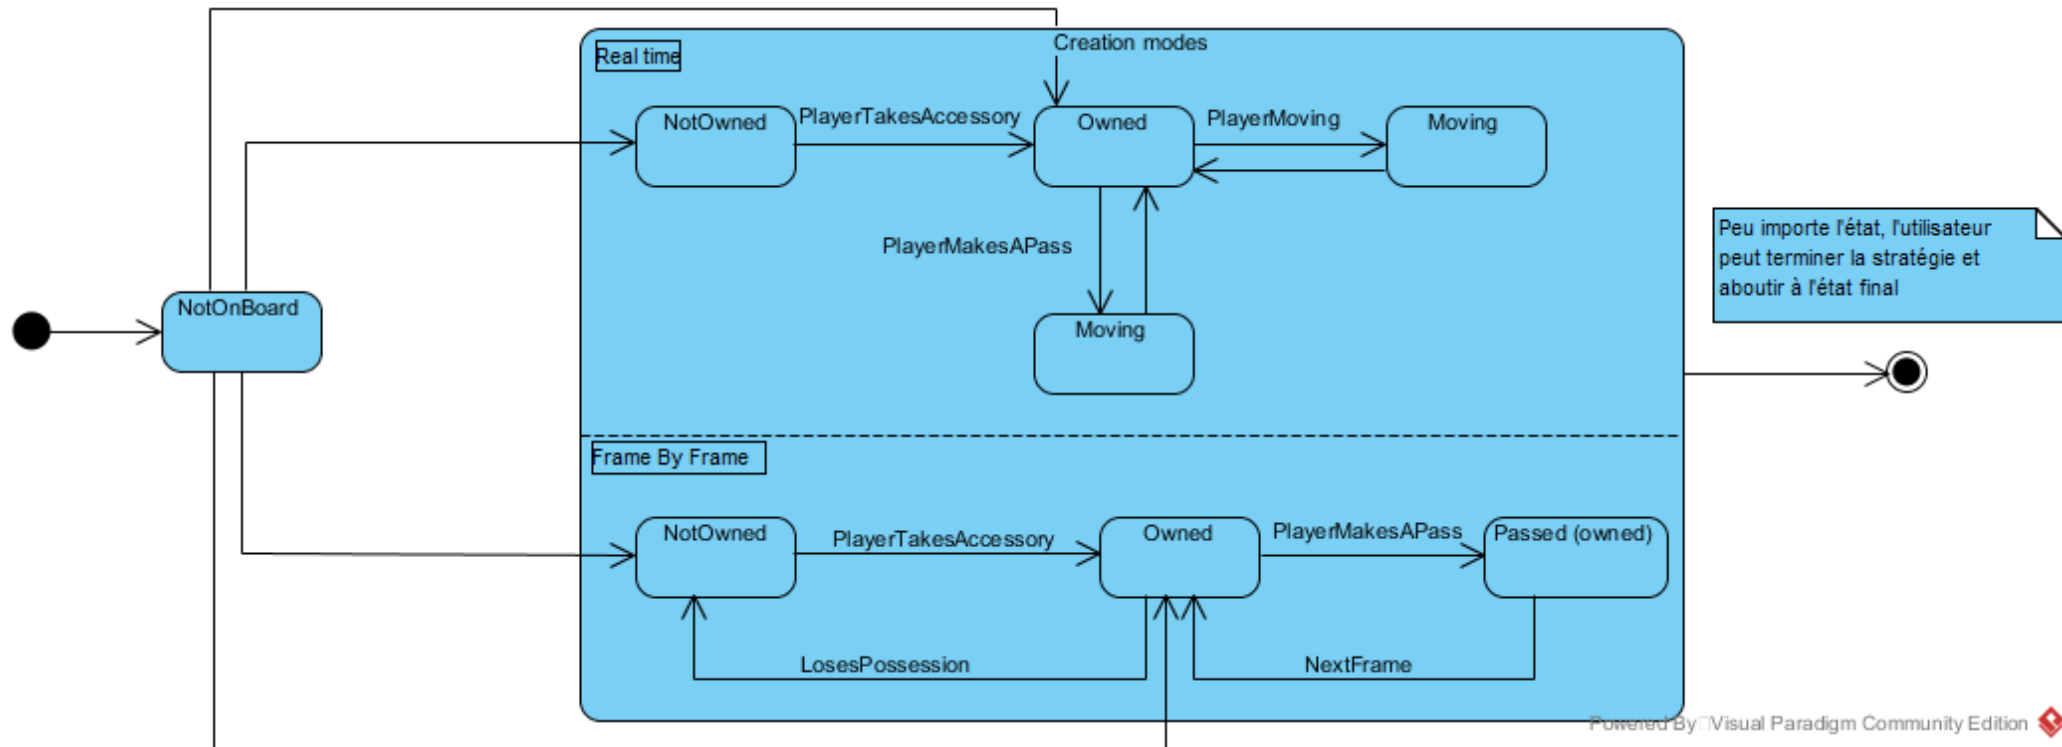 Creation modes
Real time
NotOwned
PlayerTakesAccessory
Owned
PlayerMoving
Moving
PlayerMakesAPass
Moving
NotOnBoard
Peu importe l'état, l'utilisateur
peut terminer la stratégie et
aboutir à l'état final
Frame By Frame
NotOwned
PlayerTakesAccessory
Owned
PlayerMakesAPass
Passed (owned)
LosesPossession
NextFrame
Powered By Visual Paradigm Community Edition